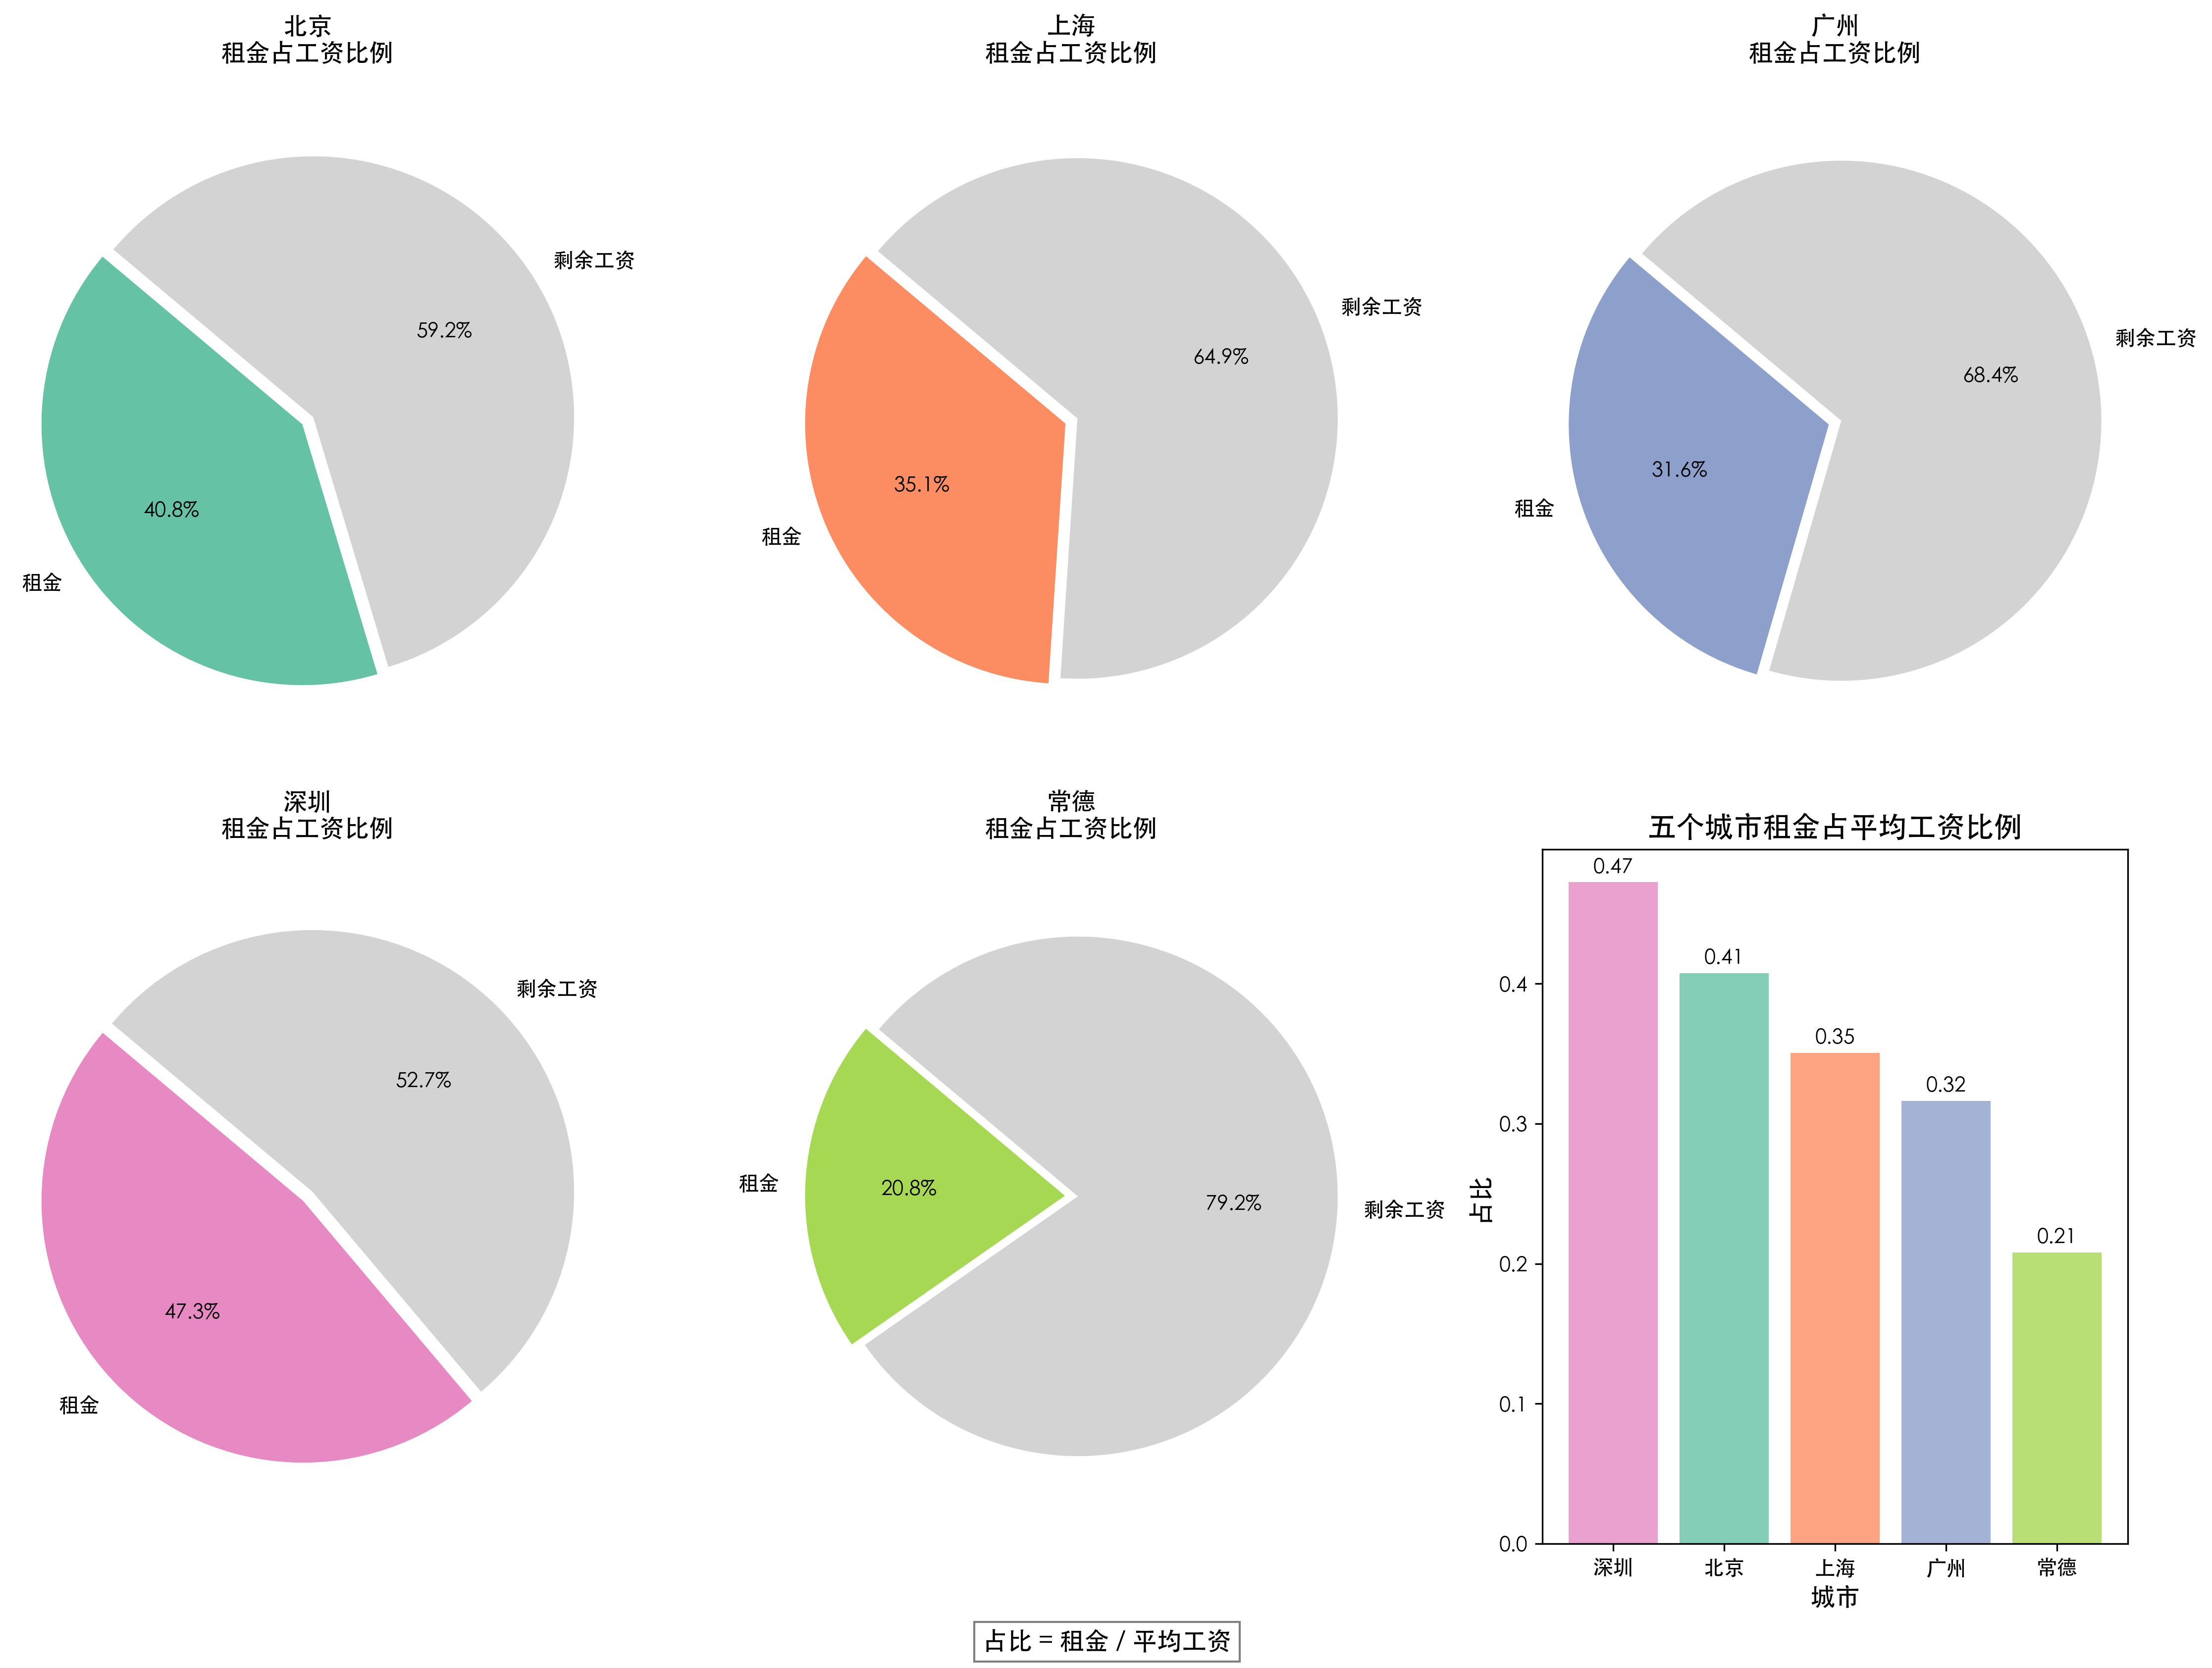 北京
租金占工资比例
剩余工资
59.2%
40.8%
租金
上海
租金占工资比例
剩余工资
64.9%
35.1%
租金
广州
租金占工资比例
剩余工资
68.4%
31.6%
租金
深圳
租金占工资比例
剩余工资
52.7%
47.3%
租金
常德
租金占工资比例
租金
20.8%
79.2%
剩余工资
五个城市租金占平均工资比例
0.47
0.41
0.35
0.32
0.21
0.4
0.3
0.2
0.1
0.0
占比
深圳 北京 上海 广州 常德
城市
占比 = 租金 / 平均工资